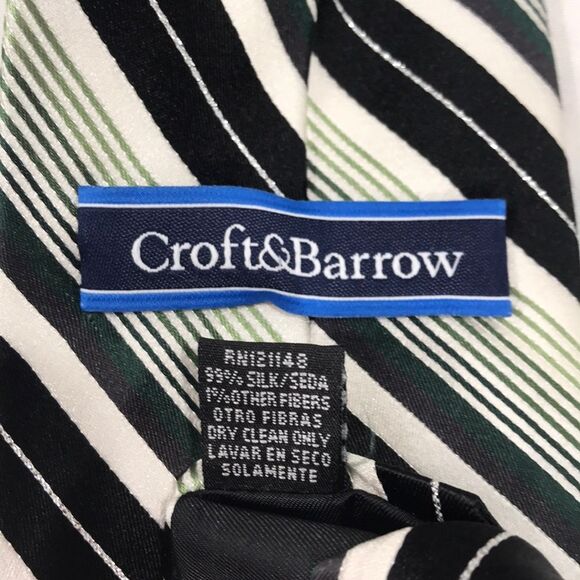 Croft&Barrow
RN121148
99% SILK/SEDA
1% OTHER FIBERS
OTRO FIBRAS
DRY CLEAN ONLY
LAVAR EN SECO
SOLAMENTE